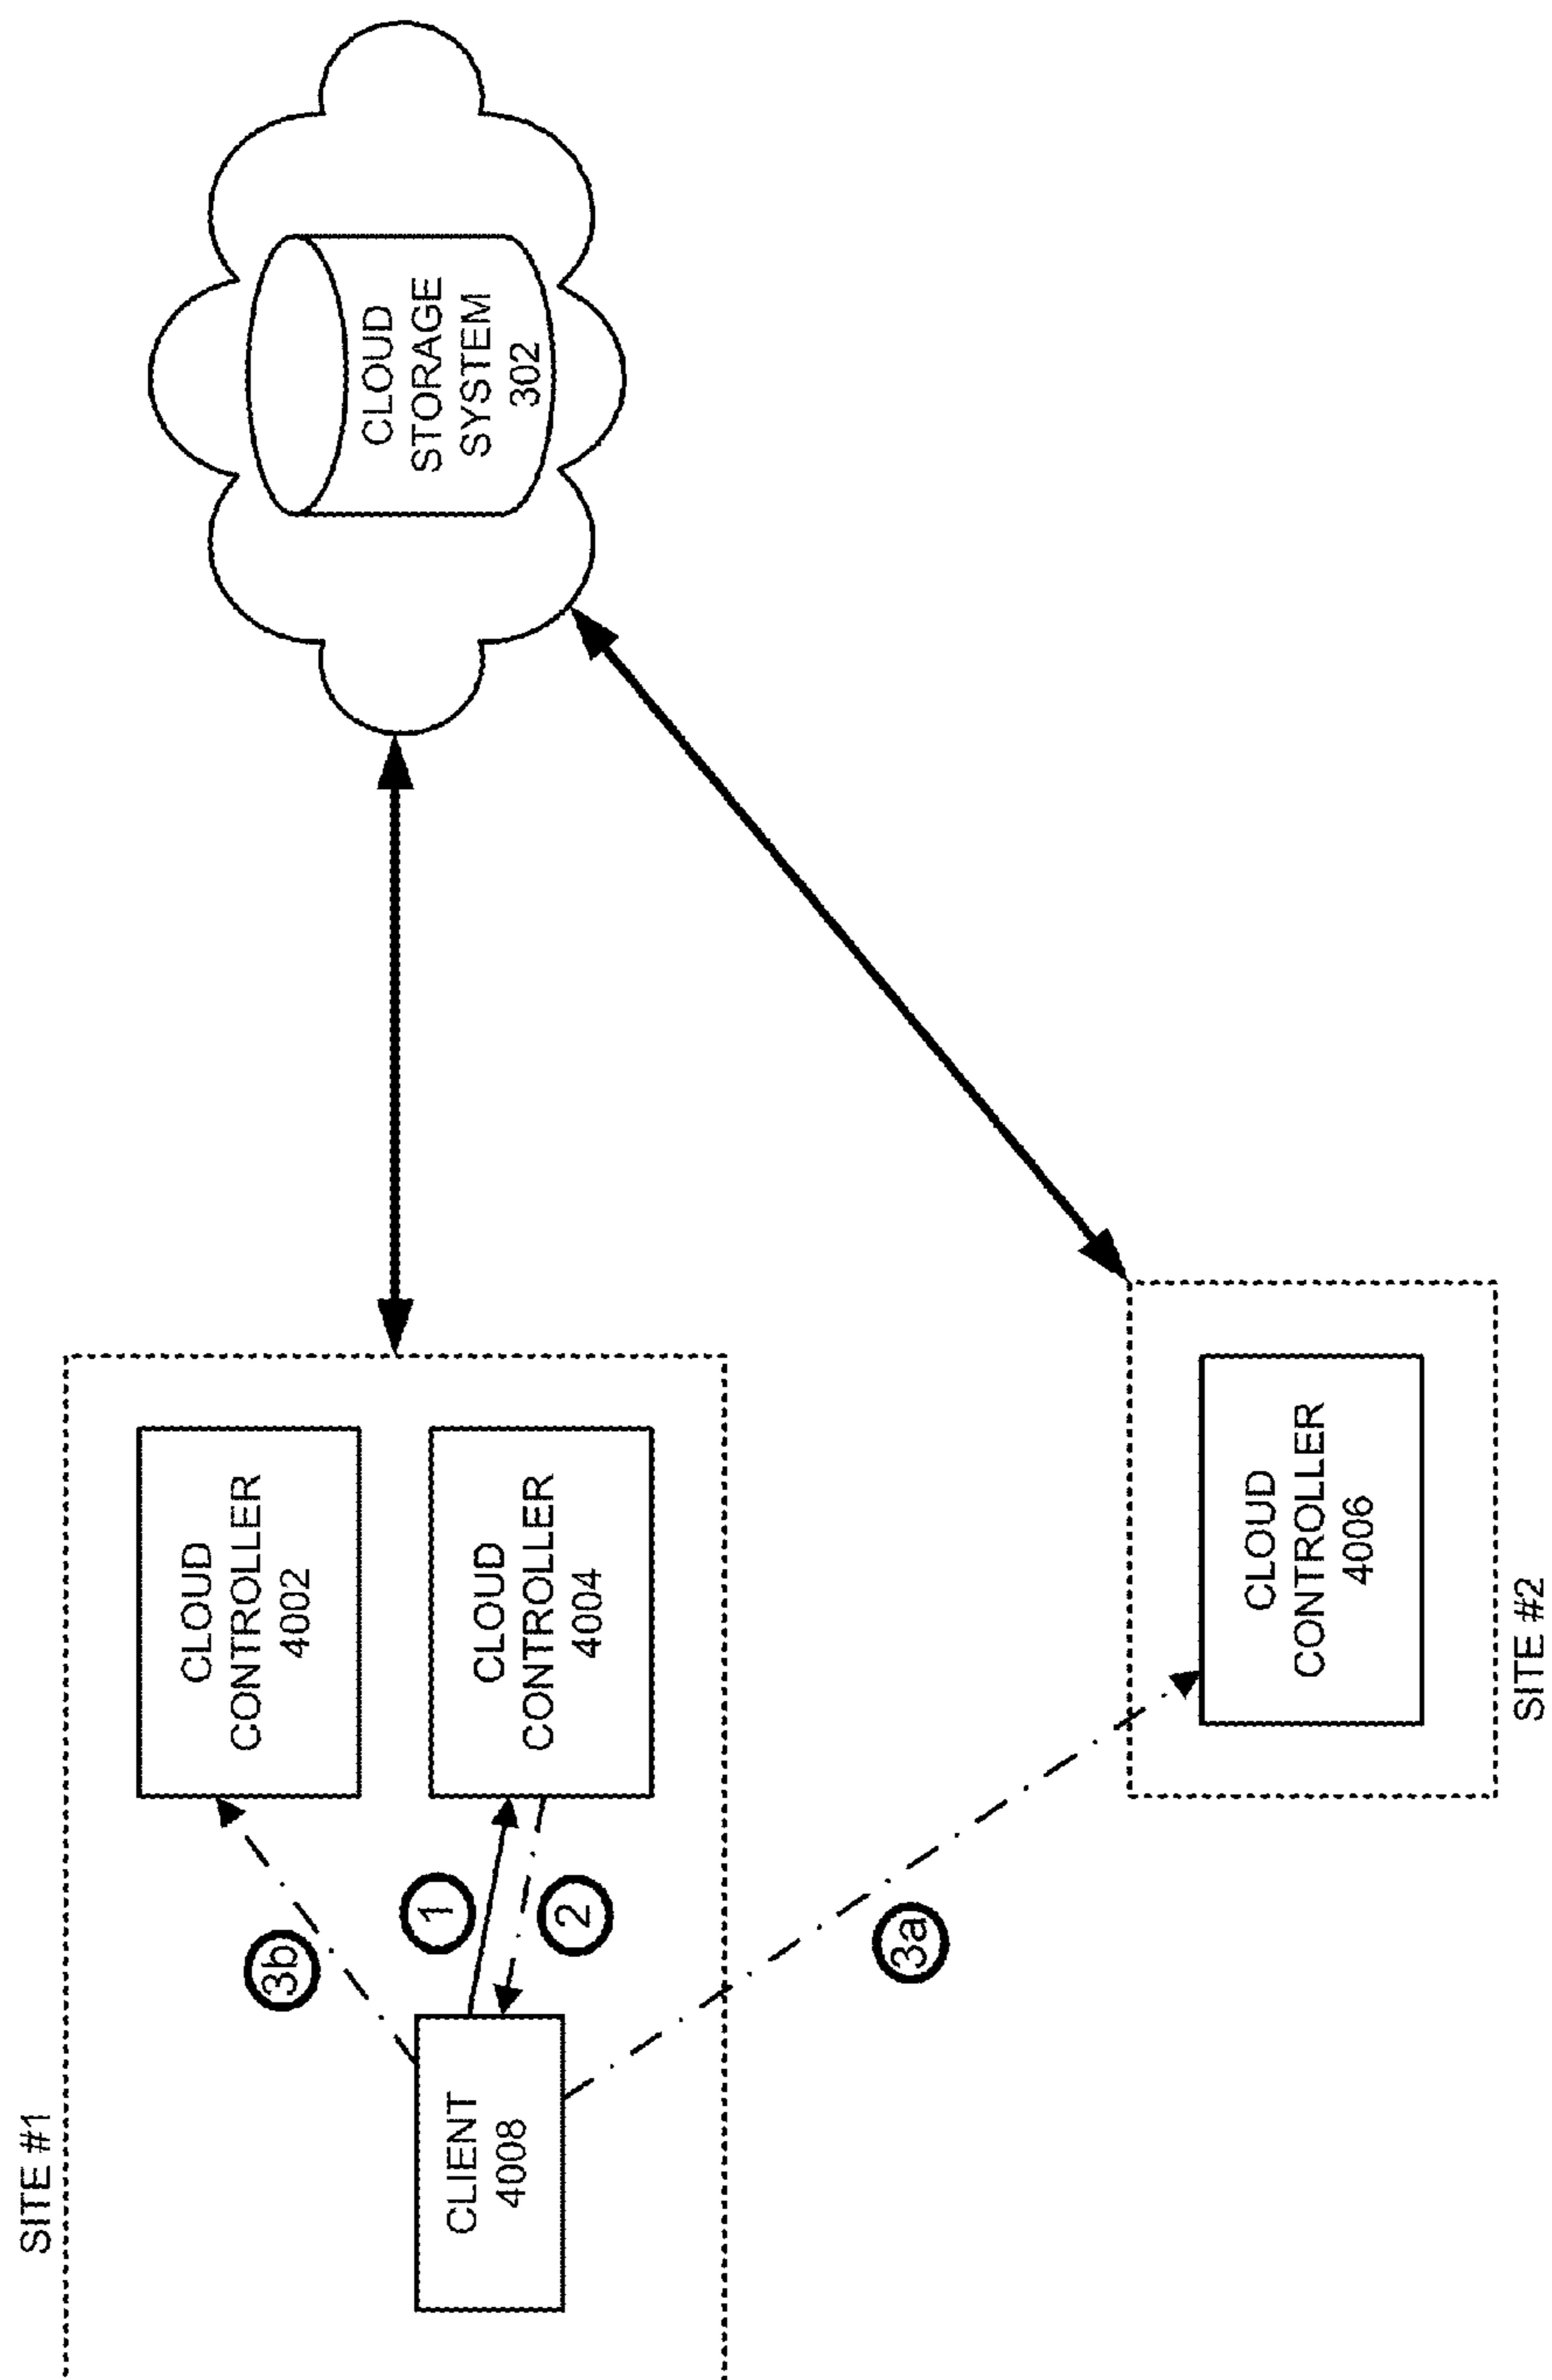 SITE #1
CLIENT
4008
3b
1
2
3a
CLOUD
CONTROLLER
4002
CLOUD
CONTROLLER
4004
CLOUD
CONTROLLER
4006
SITE #2
CLOUD
STORAGE
SYSTEM
302